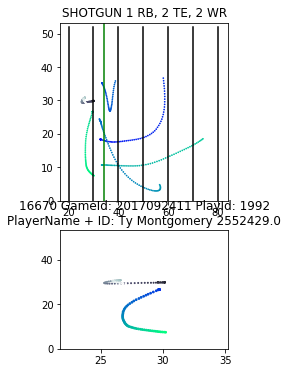 SHOTGUN 1 RB, 2 TE, 2 WR
50
40
30
20
10
0
20 40 60 80
16670 GameId: 2017092411 PlayId: 1992
PlayerName + ID: Ty Montgomery 2552429.0
40
20
0
25 30 35